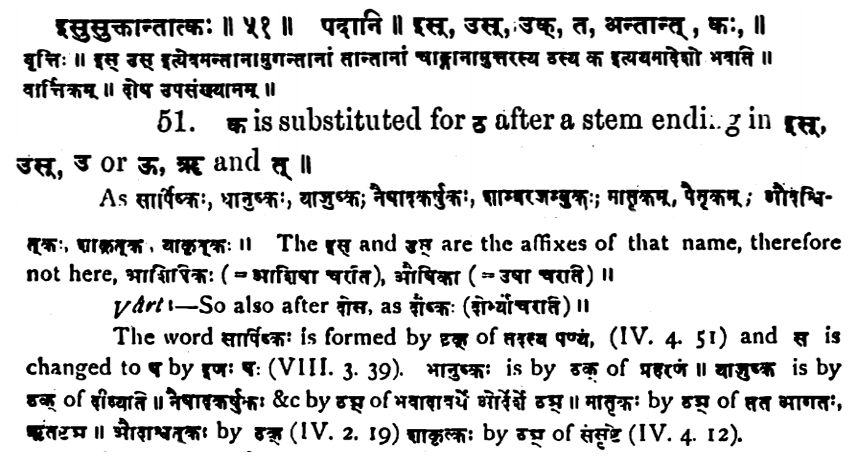 इसुसुक्तान्तात्कः ॥ ५१ ॥ पदानि ॥ इस्, उस्, उक्, त, अन्तान्त्, कः, ॥
वृत्तिः ॥ इस् उस् इत्येवमन्तानामुगन्तानां तान्तानां चाङ्गानामुत्तरस्य ठस्य क इत्ययमादेशो भवति ॥
वार्त्तिकम् ॥ दोष उपसंख्यानम् ॥
51. क is substituted for ठ after a stem ending in इस्,
उस्, उ or ऊ, ऋ and त् ॥
As सार्पिष्कः, धानुष्कः, याजुष्कः; नैषादकर्षुकः, शाम्बरजम्बुकः; मातृकम्, पैतृकम्; औदश्वि-
त्कः, शाकृत्कः, याकृत्कः ॥ The इस् and उस् are the affixes of that name, therefore
not here, आशिषिकः (= आशिषा चरति), औषिका (= उषा चरति) ॥
Vârt:—So also after दोस, as दौष्कः (दोर्भ्यांचरति) ॥
The word सार्पिष्कः is formed by ठक् of तदस्य पण्यं, (IV. 4. 51) and स is
changed to ष by इणः षः (VIII. 3. 39). धानुष्कः is by ठक् of प्रहरणं ॥ याजुष्क is by
ठक् of दीव्यति ॥ नैषादकर्षुकः &c by ठञ् of भवाद्यर्थे ओर्देशे ठञ् ॥ मातृकः by ठञ् of तत आगतः,
ऋतष्ठञ् ॥ औदश्वित्कः by ठक् (IV. 2. 19) शाकृत्कः by ठञ् of संसृष्टे (IV. 4. 12).